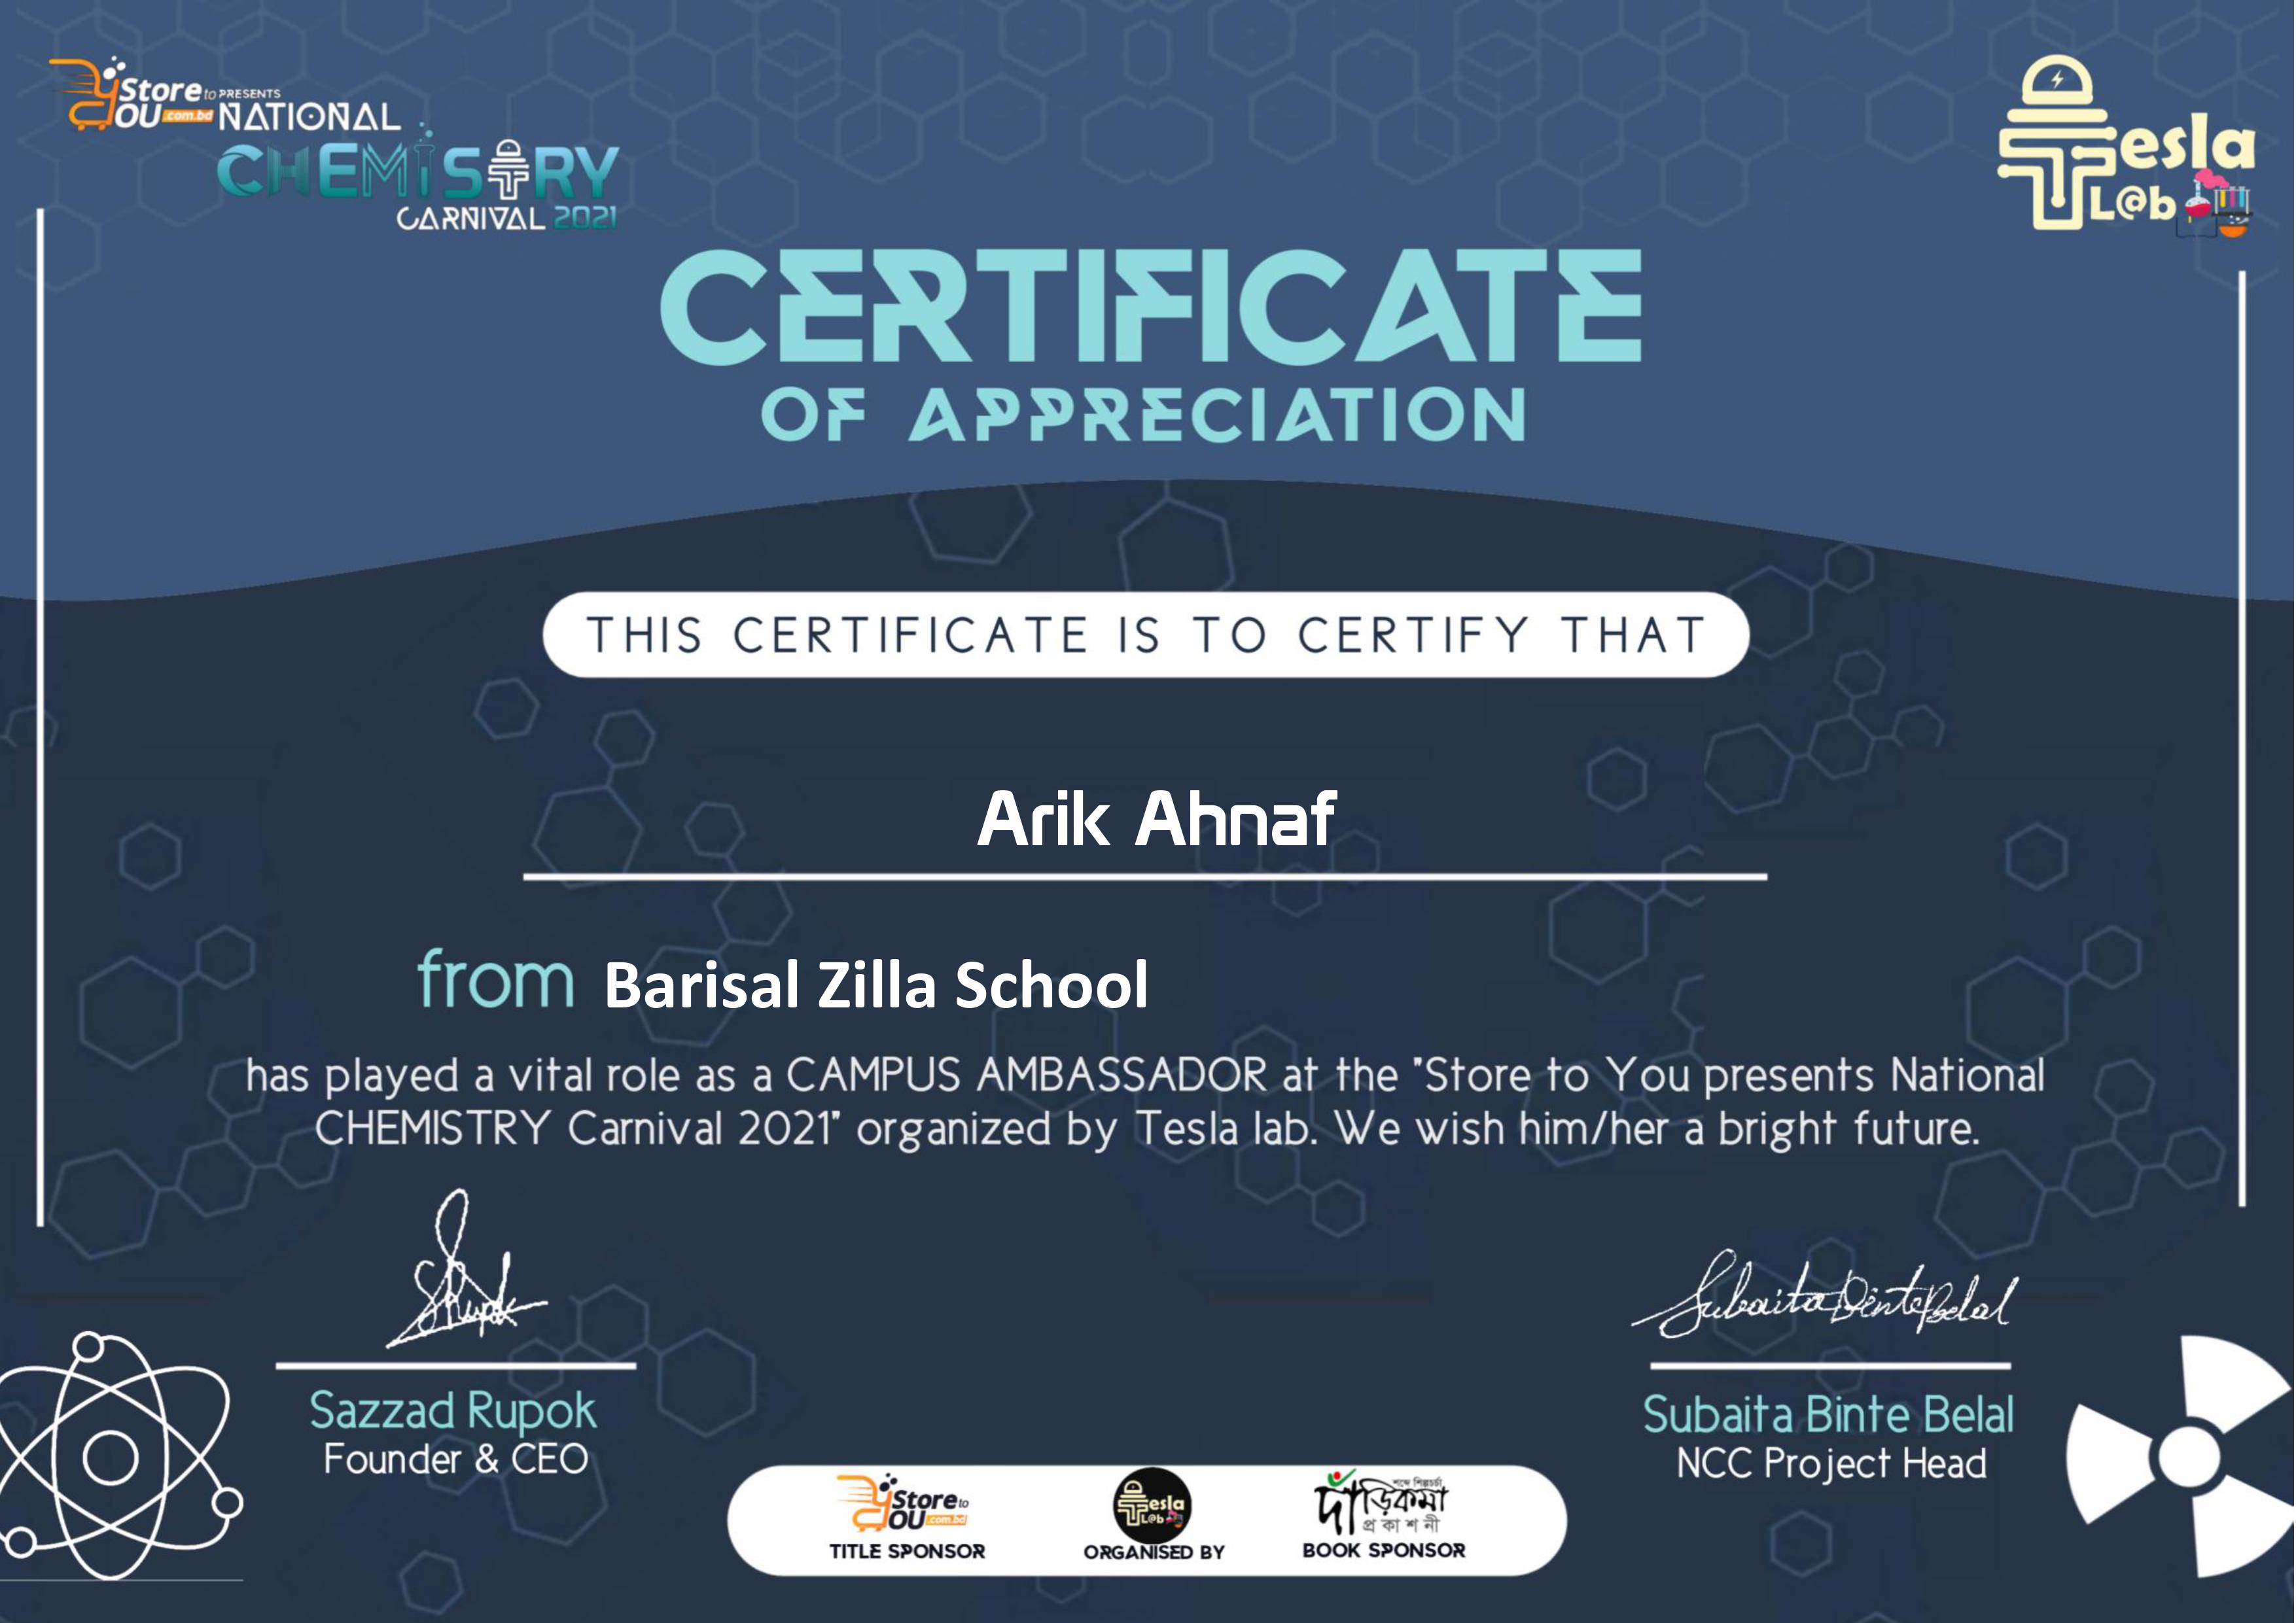 Store to PRESENTS
YOU .com.bd NATIONAL
CHEMISTRY
CARNIVAL 2021
Tesla
L@b
CERTIFICATE
OF APPRECIATION
THIS CERTIFICATE IS TO CERTIFY THAT
Arik Ahnaf
from Barisal Zilla School
has played a vital role as a CAMPUS AMBASSADOR at the "Store to You presents National
CHEMISTRY Carnival 2021" organized by Tesla lab. We wish him/her a bright future.
Subaita Binte Belal
Sazzad Rupok
Founder & CEO
Subaita Binte Belal
NCC Project Head
Store to
YOU .com.bd
TITLE SPONSOR
Tesla
L@b
ORGANISED BY
শব্দে শিল্পচর্চা
দাঁড়িকমা
প্রকাশনী
BOOK SPONSOR